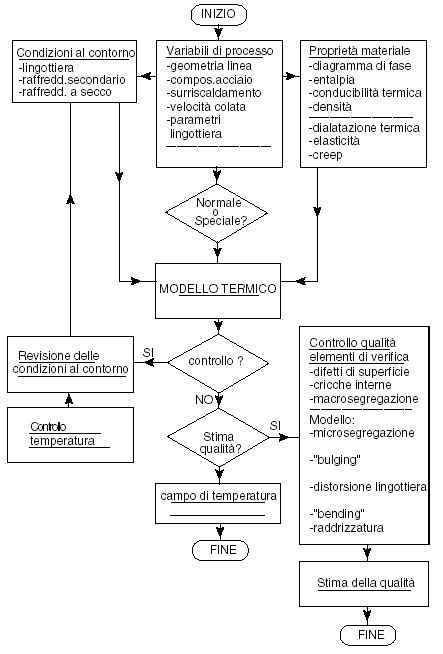 INIZIO
Condizioni al contorno
-lingottiera
-raffredd.secondario
-raffredd. a secco
Variabili di processo
-geometria linea
-compos.acciaio
-surriscaldamento
-velocità colata
-parametri
lingottiera
Proprietà materiale
-diagramma di fase
-entalpia
-conducibilità termica
-densità
-dialatazione termica
-elasticità
-creep
Normale
o
Speciale?
MODELLO TERMICO
controllo ?
SI
NO
Revisione delle
condizioni al contorno
Controllo
temperatura
Stima
qualità?
SI
campo di temperatura
FINE
Controllo qualità
elementi di verifica
-difetti di superficie
-cricche interne
-macrosegregazione
Modello:
-microsegregazione
-"bulging"
-distorsione lingottiera
-"bending"
-raddrizzatura
Stima della qualità
FINE